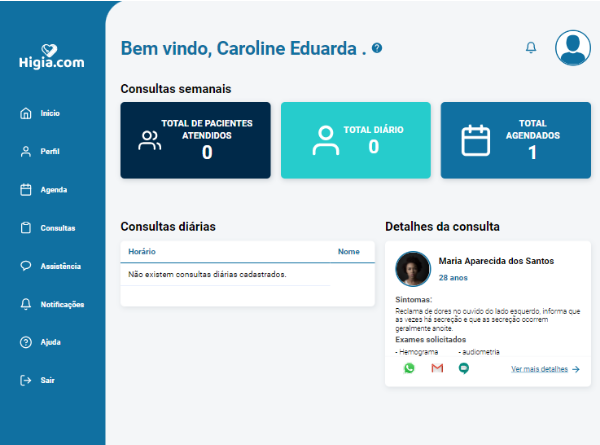 Higia.com
Início
Perfil
Agenda
Consultas
Assistência
Notificações
Ajuda
Sair
Bem vindo, Caroline Eduarda . ?
Consultas semanais
TOTAL DE PACIENTES
ATENDIDOS
0
TOTAL DIÁRIO
0
TOTAL
AGENDADOS
1
Consultas diárias
Horário Nome
Não existem consultas diárias cadastrados.
Detalhes da consulta
Maria Aparecida dos Santos
28 anos
Sintomas:
Reclama de dores no ouvido do lado esquerdo, informa que
as vezes há secreção e que as secreção ocorrem
geralmente anoite.
Exames solicitados
- Hemograma - audiometria
Ver mais detalhes →